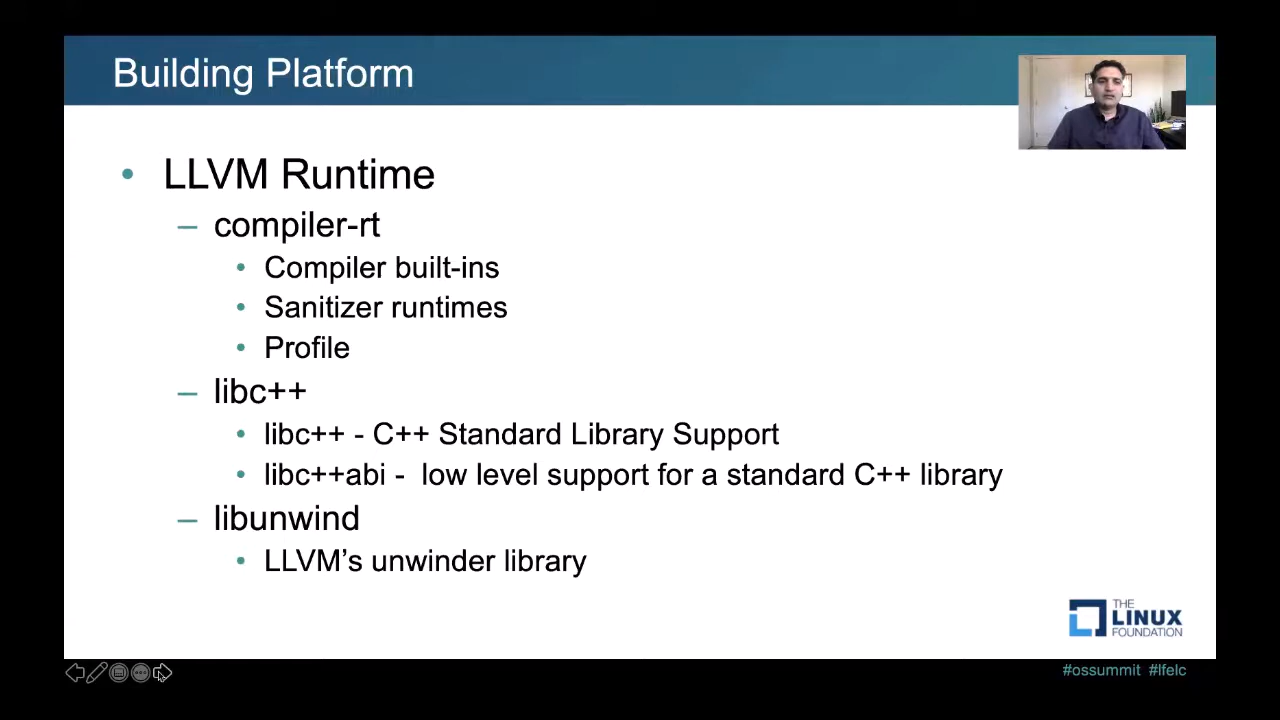 Building Platform
• LLVM Runtime
– compiler-rt
• Compiler built-ins
• Sanitizer runtimes
• Profile
– libc++
• libc++ - C++ Standard Library Support
• libc++abi - low level support for a standard C++ library
– libunwind
• LLVM’s unwinder library
THE
LINUX
FOUNDATION
#ossummit #lfelc